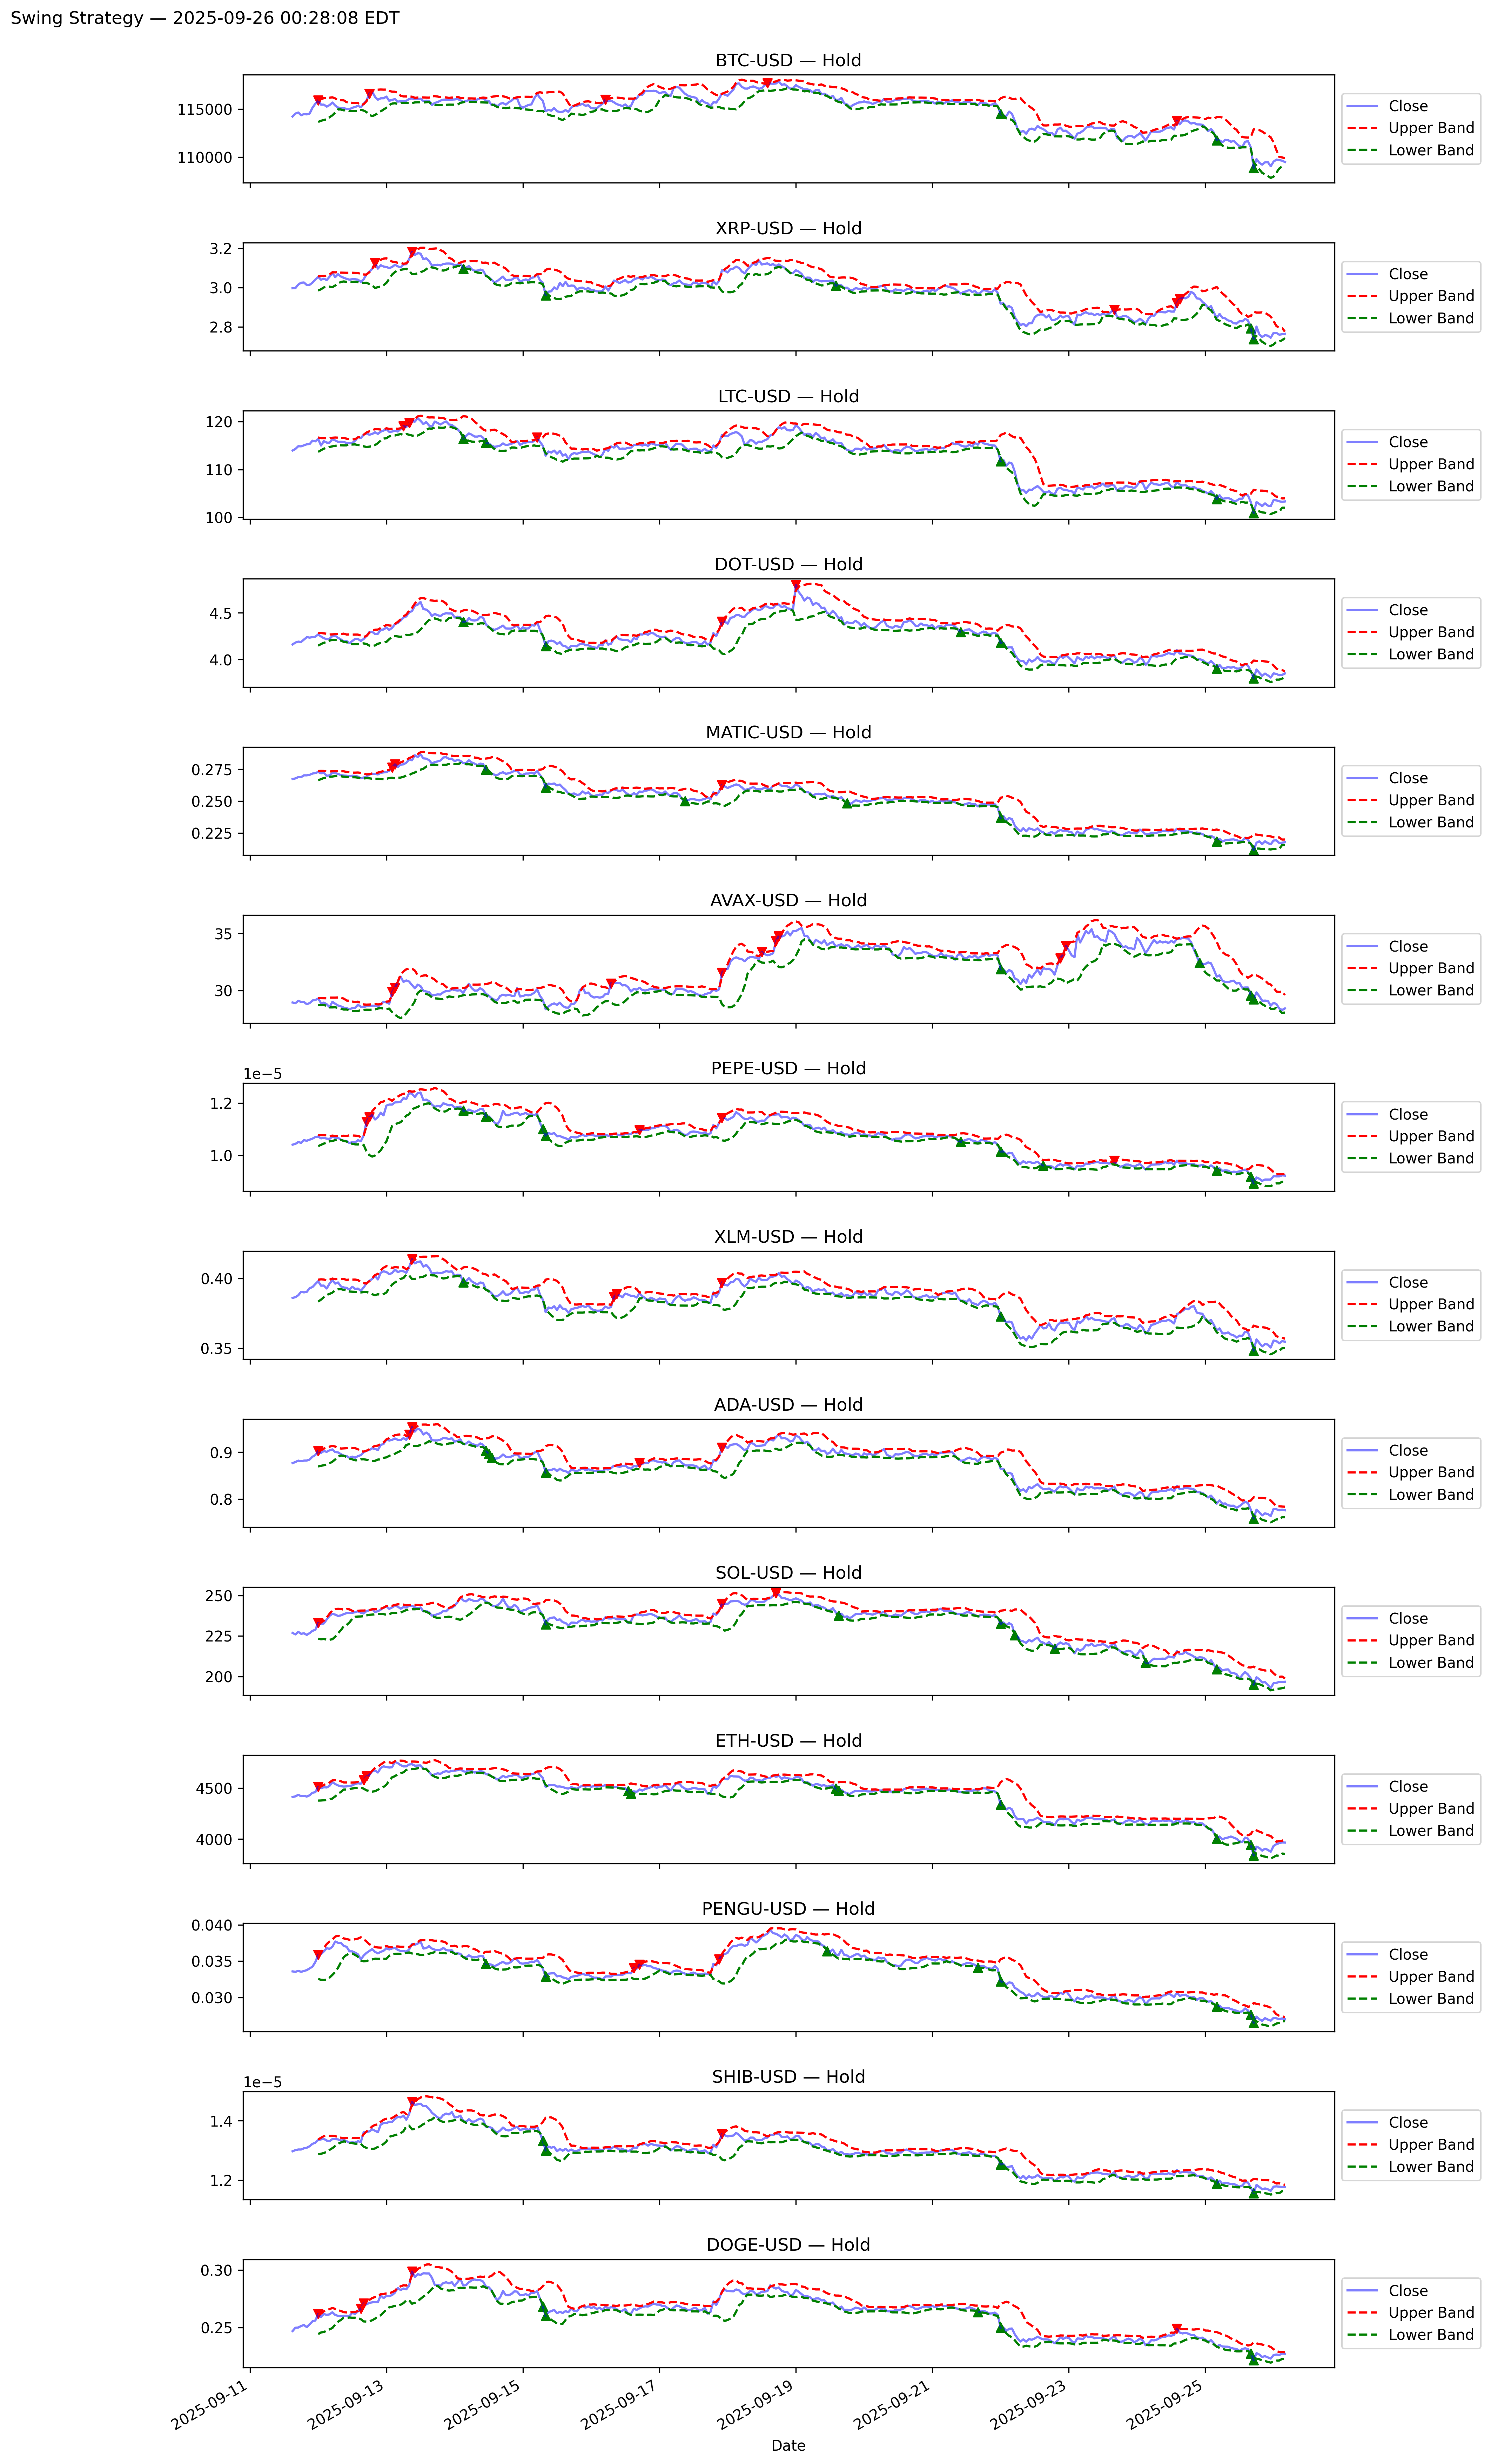 Swing Strategy — 2025-09-26 00:28:08 EDT
BTC-USD — Hold
115000
110000
Close
Upper Band
Lower Band
XRP-USD — Hold
3.2
3.0
2.8
Close
Upper Band
Lower Band
LTC-USD — Hold
120
110
100
Close
Upper Band
Lower Band
DOT-USD — Hold
4.5
4.0
Close
Upper Band
Lower Band
MATIC-USD — Hold
0.275
0.250
0.225
Close
Upper Band
Lower Band
AVAX-USD — Hold
35
30
Close
Upper Band
Lower Band
PEPE-USD — Hold
1e−5
1.2
1.0
Close
Upper Band
Lower Band
XLM-USD — Hold
0.40
0.35
Close
Upper Band
Lower Band
ADA-USD — Hold
0.9
0.8
Close
Upper Band
Lower Band
SOL-USD — Hold
250
225
200
Close
Upper Band
Lower Band
ETH-USD — Hold
4500
4000
Close
Upper Band
Lower Band
PENGU-USD — Hold
0.040
0.035
0.030
Close
Upper Band
Lower Band
SHIB-USD — Hold
1e−5
1.4
1.2
Close
Upper Band
Lower Band
DOGE-USD — Hold
0.30
0.25
Close
Upper Band
Lower Band
2025-09-11
2025-09-13
2025-09-15
2025-09-17
2025-09-19
2025-09-21
2025-09-23
2025-09-25
Date